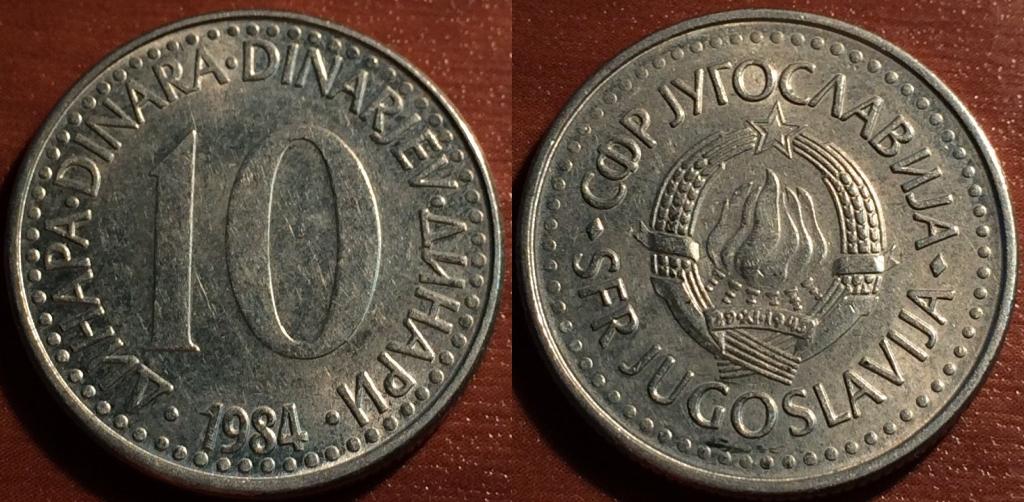 ДИНАРА · DINARA · DINARJEV · ДИНАРИ ·
10
1984
· СФР ЈУГОСЛАВИЈА ·
SFR JUGOSLAVIJA
29·XI·1943